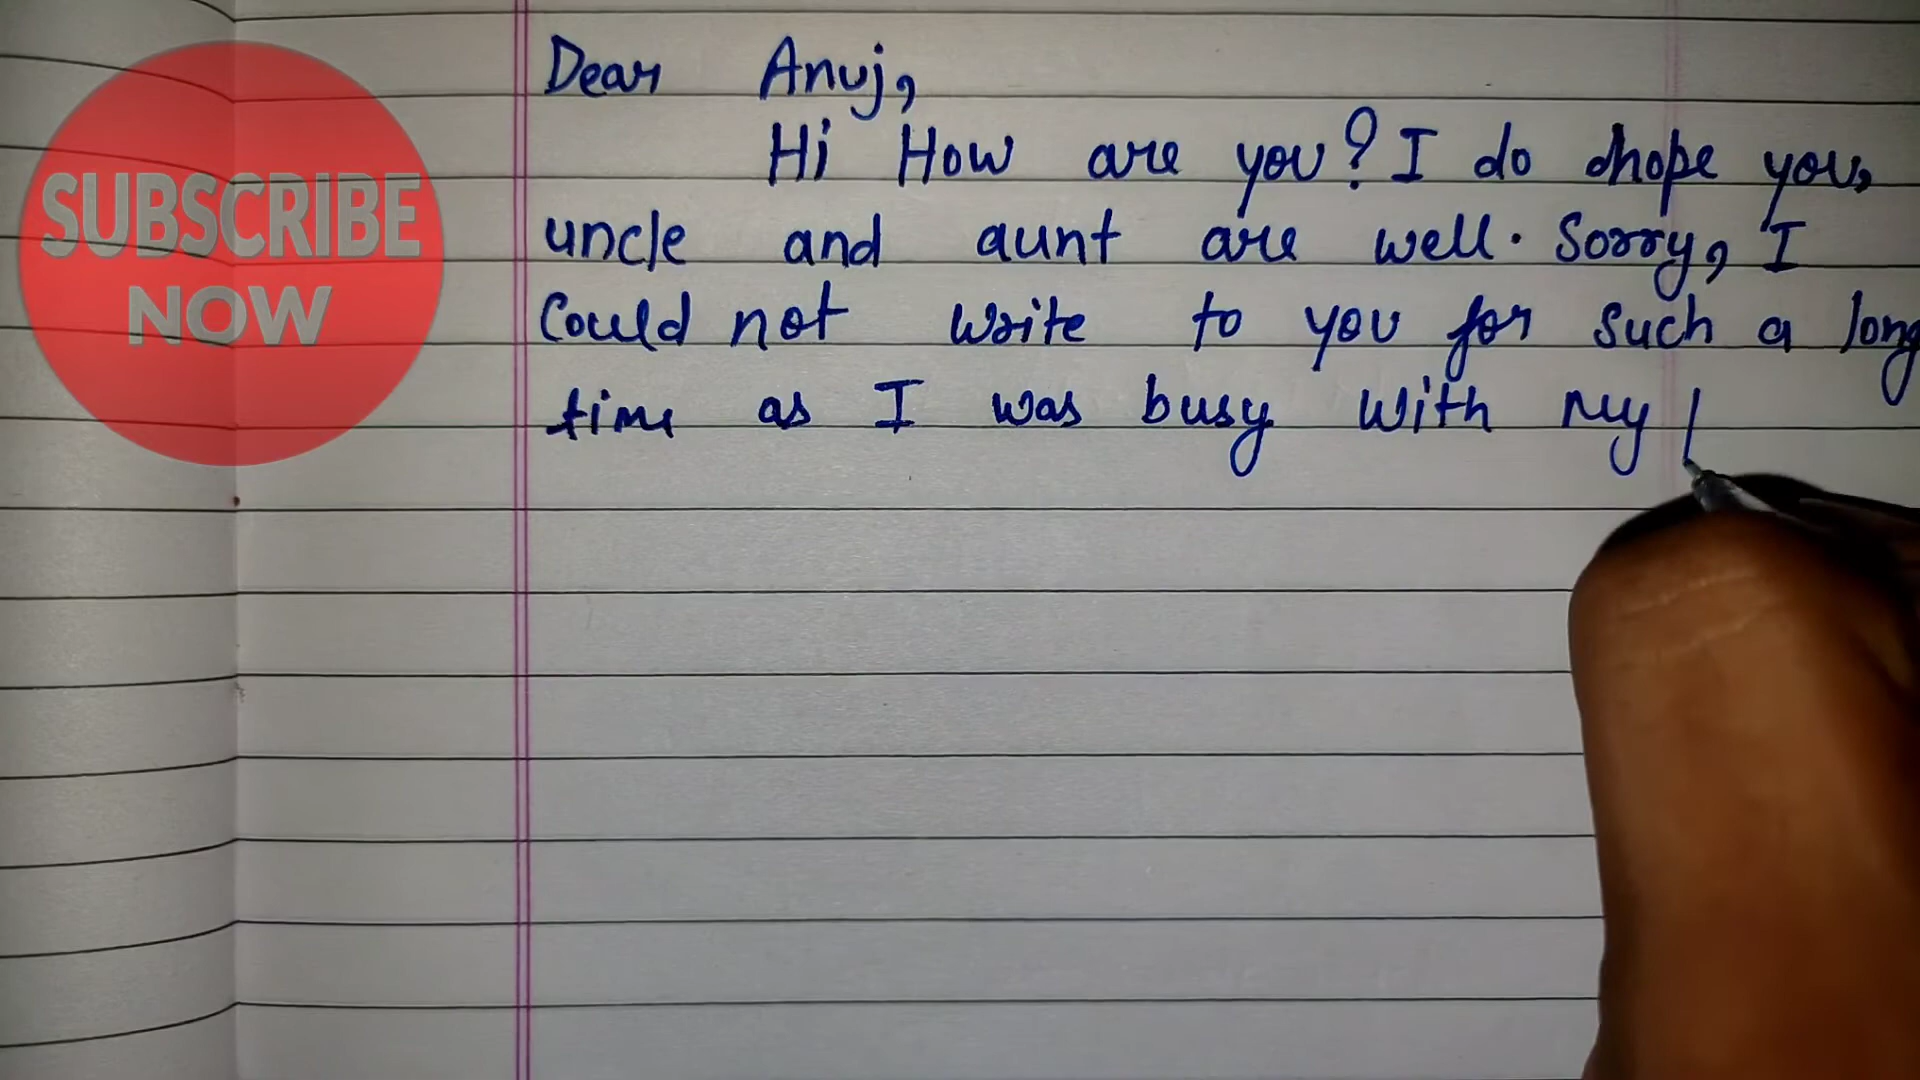 SUBSCRIBE
NOW
Dear Anuj,
Hi How are you? I do hope you,
uncle and aunt are well. Sorry, I
Could not write to you for such a long
time as I was busy with my